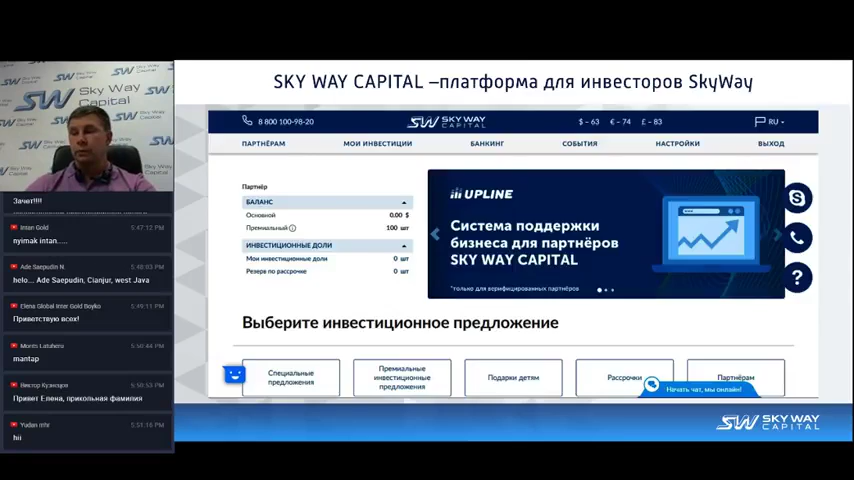 SKY WAY CAPITAL –платформа для инвесторов SkyWay
Sky Way
Capital
8 800 100-98-20
SW SKY WAY
CAPITAL
$ – 63 € – 74 £ – 83
RU
ПАРТНЁРАМ МОИ ИНВЕСТИЦИИ БАНКИНГ СОБЫТИЯ НАСТРОЙКИ ВЫХОД
Партнёр
БАЛАНС
Основной 0.00 $
Премиальный 100 шт
ИНВЕСТИЦИОННЫЕ ДОЛИ
Мои инвестиционные доли 0 шт
Резерв по рассрочке 0 шт
UPLINE
Система поддержки
бизнеса для партнёров
SKY WAY CAPITAL
*только для верифицированных партнёров
Выберите инвестиционное предложение
Специальные
предложения
Премиальные
инвестиционные
предложения
Подарки детям
Рассрочки
Партнёрам
Начать чат, мы онлайн!
SW SKY WAY
CAPITAL
Зачет!!!!
Intan Gold 5:47:12 PM
nyimak intan.....
Ade Saepudin N. 5:49:03 PM
helo... Ade Saepudin, Cianjur, west Java
Elena Global Inter Gold Boyko 5:49:11 PM
Приветствую всех!
5:50:44 PM
mantap
Виктор Кузнецов 5:50:53 PM
Привет Елена, прикольная фамилия
5:51:16 PM
hii